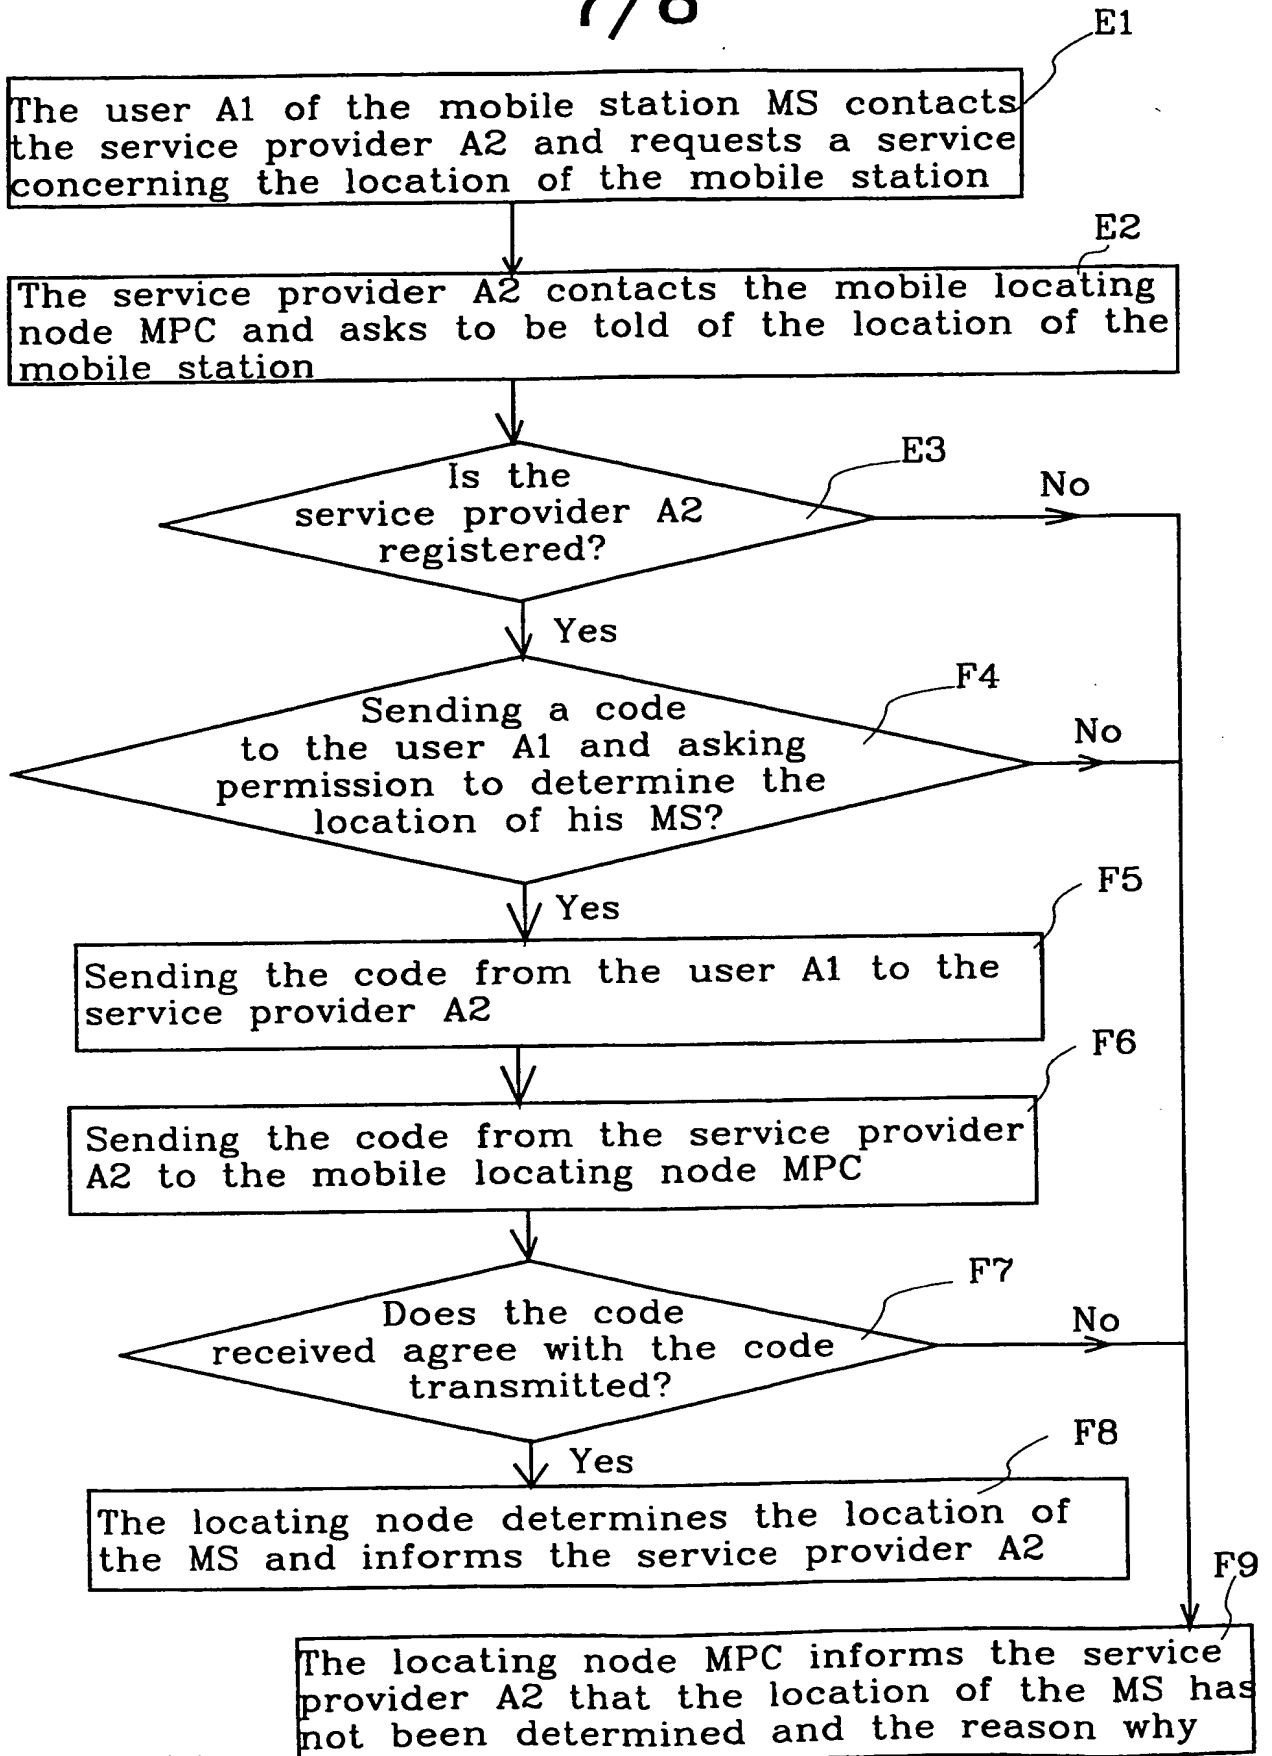 7/8
E1
The user A1 of the mobile station MS contacts
the service provider A2 and requests a service
concerning the location of the mobile station
E2
The service provider A2 contacts the mobile locating
node MPC and asks to be told of the location of the
mobile station
E3
Is the
service provider A2
registered?
No
Yes
F4
Sending a code
to the user A1 and asking
permission to determine the
location of his MS?
No
Yes
F5
Sending the code from the user A1 to the
service provider A2
F6
Sending the code from the service provider
A2 to the mobile locating node MPC
F7
Does the code
received agree with the code
transmitted?
No
Yes
F8
The locating node determines the location of
the MS and informs the service provider A2
F9
The locating node MPC informs the service
provider A2 that the location of the MS has
not been determined and the reason why